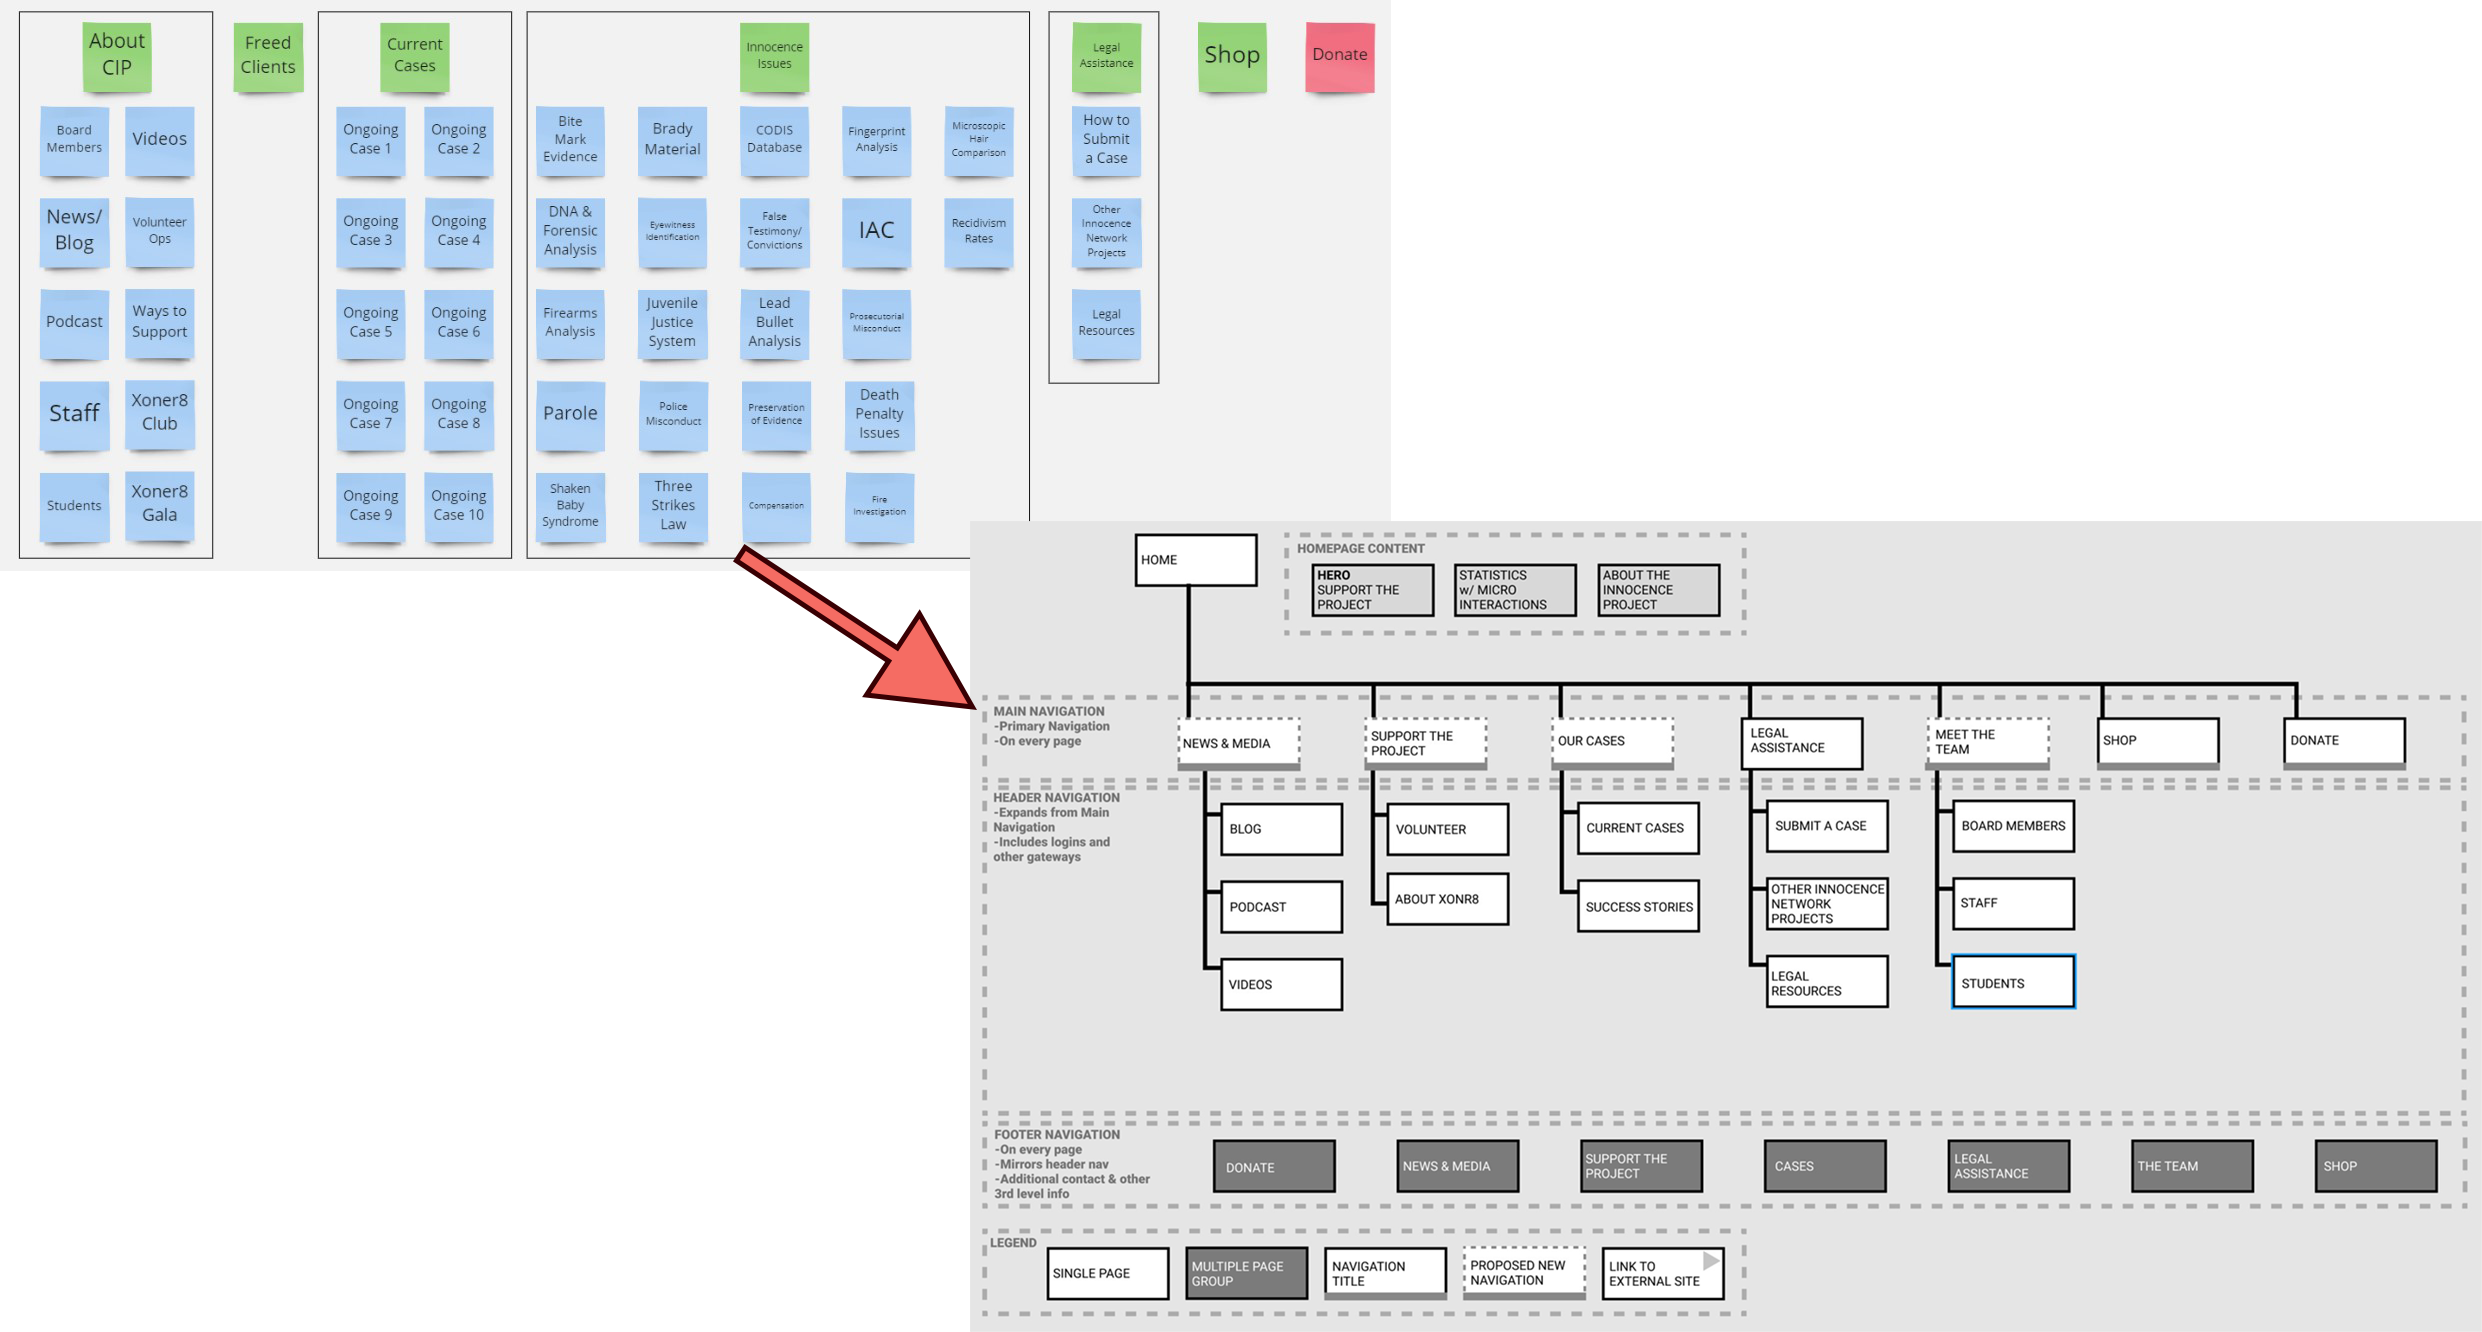 About
CIP
Freed
Clients
Current
Cases
Innocence
Issues
Legal
Assistance
Shop
Donate
Board
Members
Videos
News/
Blog
Volunteer
Ops
Podcast
Ways to
Support
Staff
Xoner8
Club
Students
Xoner8
Gala
Ongoing
Case 1
Ongoing
Case 2
Ongoing
Case 3
Ongoing
Case 4
Ongoing
Case 5
Ongoing
Case 6
Ongoing
Case 7
Ongoing
Case 8
Ongoing
Case 9
Ongoing
Case 10
Bite
Mark
Evidence
Brady
Material
CODIS
Database
Fingerprint
Analysis
Microscopic
Hair
Comparison
DNA &
Forensic
Analysis
Eyewitness
Identification
False
Testimony/
Convictions
IAC
Recidivism
Rates
Firearms
Analysis
Juvenile
Justice
System
Lead
Bullet
Analysis
Prosecutorial
Misconduct
Parole
Police
Misconduct
Preservation
of Evidence
Death
Penalty
Issues
Shaken
Baby
Syndrome
Three
Strikes
Law
Compensation
Fire
Investigation
How to
Submit
a Case
Other
Innocence
Network
Projects
Legal
Resources
HOME
HOMEPAGE CONTENT
HERO
SUPPORT THE
PROJECT
STATISTICS
w/ MICRO
INTERACTIONS
ABOUT THE
INNOCENCE
PROJECT
MAIN NAVIGATION
-Primary Navigation
-On every page
NEWS & MEDIA
SUPPORT THE
PROJECT
OUR CASES
LEGAL
ASSISTANCE
MEET THE
TEAM
SHOP
DONATE
HEADER NAVIGATION
-Expands from Main
Navigation
-Includes logins and
other gateways
BLOG
PODCAST
VIDEOS
VOLUNTEER
ABOUT XONR8
CURRENT CASES
SUCCESS STORIES
SUBMIT A CASE
OTHER INNOCENCE
NETWORK
PROJECTS
LEGAL
RESOURCES
BOARD MEMBERS
STAFF
STUDENTS
FOOTER NAVIGATION
-On every page
-Mirrors header nav
-Additional contact & other
3rd level info
DONATE
NEWS & MEDIA
SUPPORT THE
PROJECT
CASES
LEGAL
ASSISTANCE
THE TEAM
SHOP
LEGEND
SINGLE PAGE
MULTIPLE PAGE
GROUP
NAVIGATION
TITLE
PROPOSED NEW
NAVIGATION
LINK TO
EXTERNAL SITE